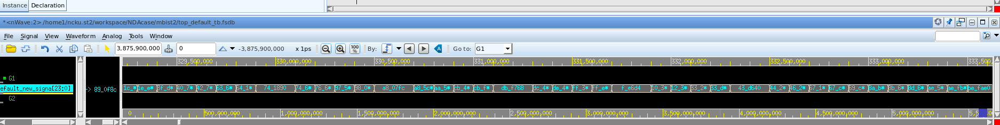 Instance Declaration
*<nWave:2> /home1/ncku.st2/workspace/NDAcase/mbist2/top_default_tb.fsdb
File Signal View Waveform Analog Tools Window
3,875,900,000 0 -3,875,900,000 x 1ps 100% By: Go to: G1
329,500,000 330,000,000 330,500,000 331,000,000 331,500,000 332,000,000 332,500,000 333,000,000 333,500,
= G1
efault_new_signa[23:0] -> 89_0f8c 1c_* 1e_e* 3f_d* 40_7* 42_7* 63_6* 64_1* 74_1890 74_6* 76_6* 97_5* 98_0* a8_07fc a8_5c* aa_5* cb_4* cb_f* db_f768 dc_4* de_4* ff_3* ff_e* f_e6d4 10_3* 12_3* 33_2* 33_d* 43_d640 44_2* 46_2* 67_1* 67_c* 69_c* 8a_b* 8b_6* 8d_6* ae_5* ae_fb* be_fae0
G2
0 500,000,000 1,000,000,000 1,500,000,000 2,000,000,000 2,500,000,000 3,000,000,000 3,500,000,000 4,000,000,000 4,500,000,000 5,000,000,000